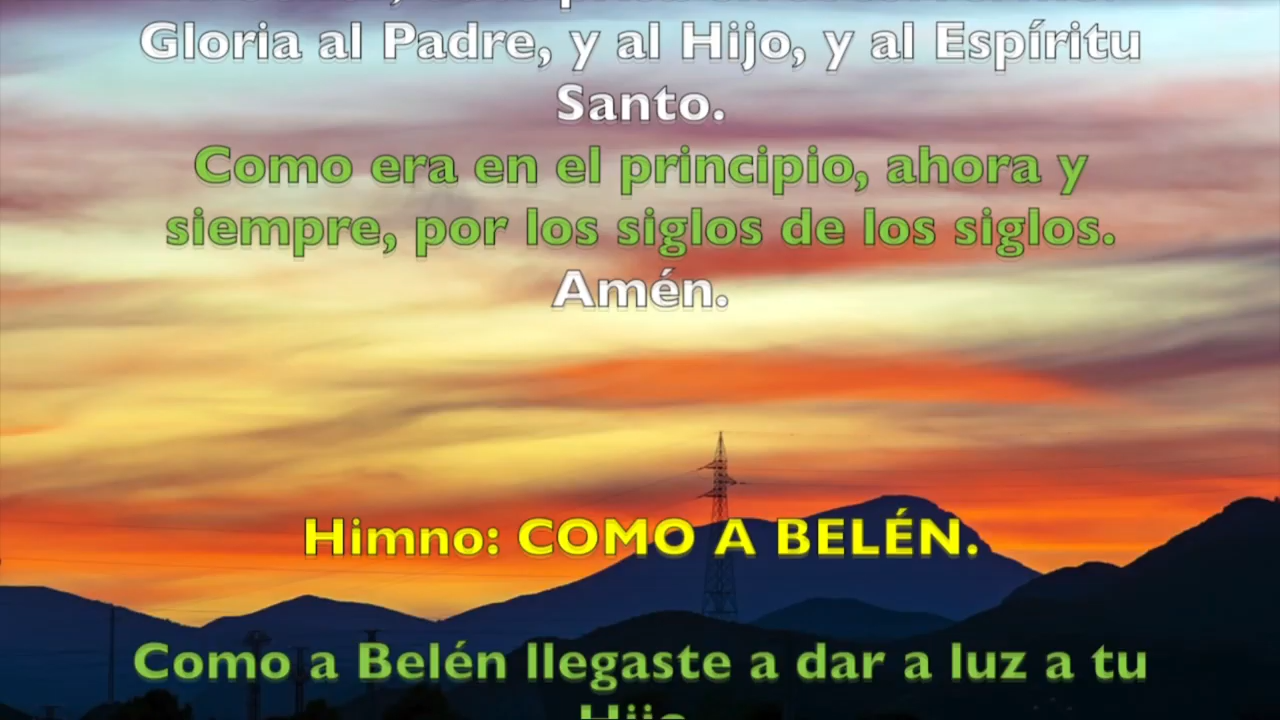 Gloria al Padre, y al Hijo, y al Espíritu
Santo.
Como era en el principio, ahora y
siempre, por los siglos de los siglos.
Amén.
Himno: COMO A BELÉN.
Como a Belén llegaste a dar a luz a tu
Hijo